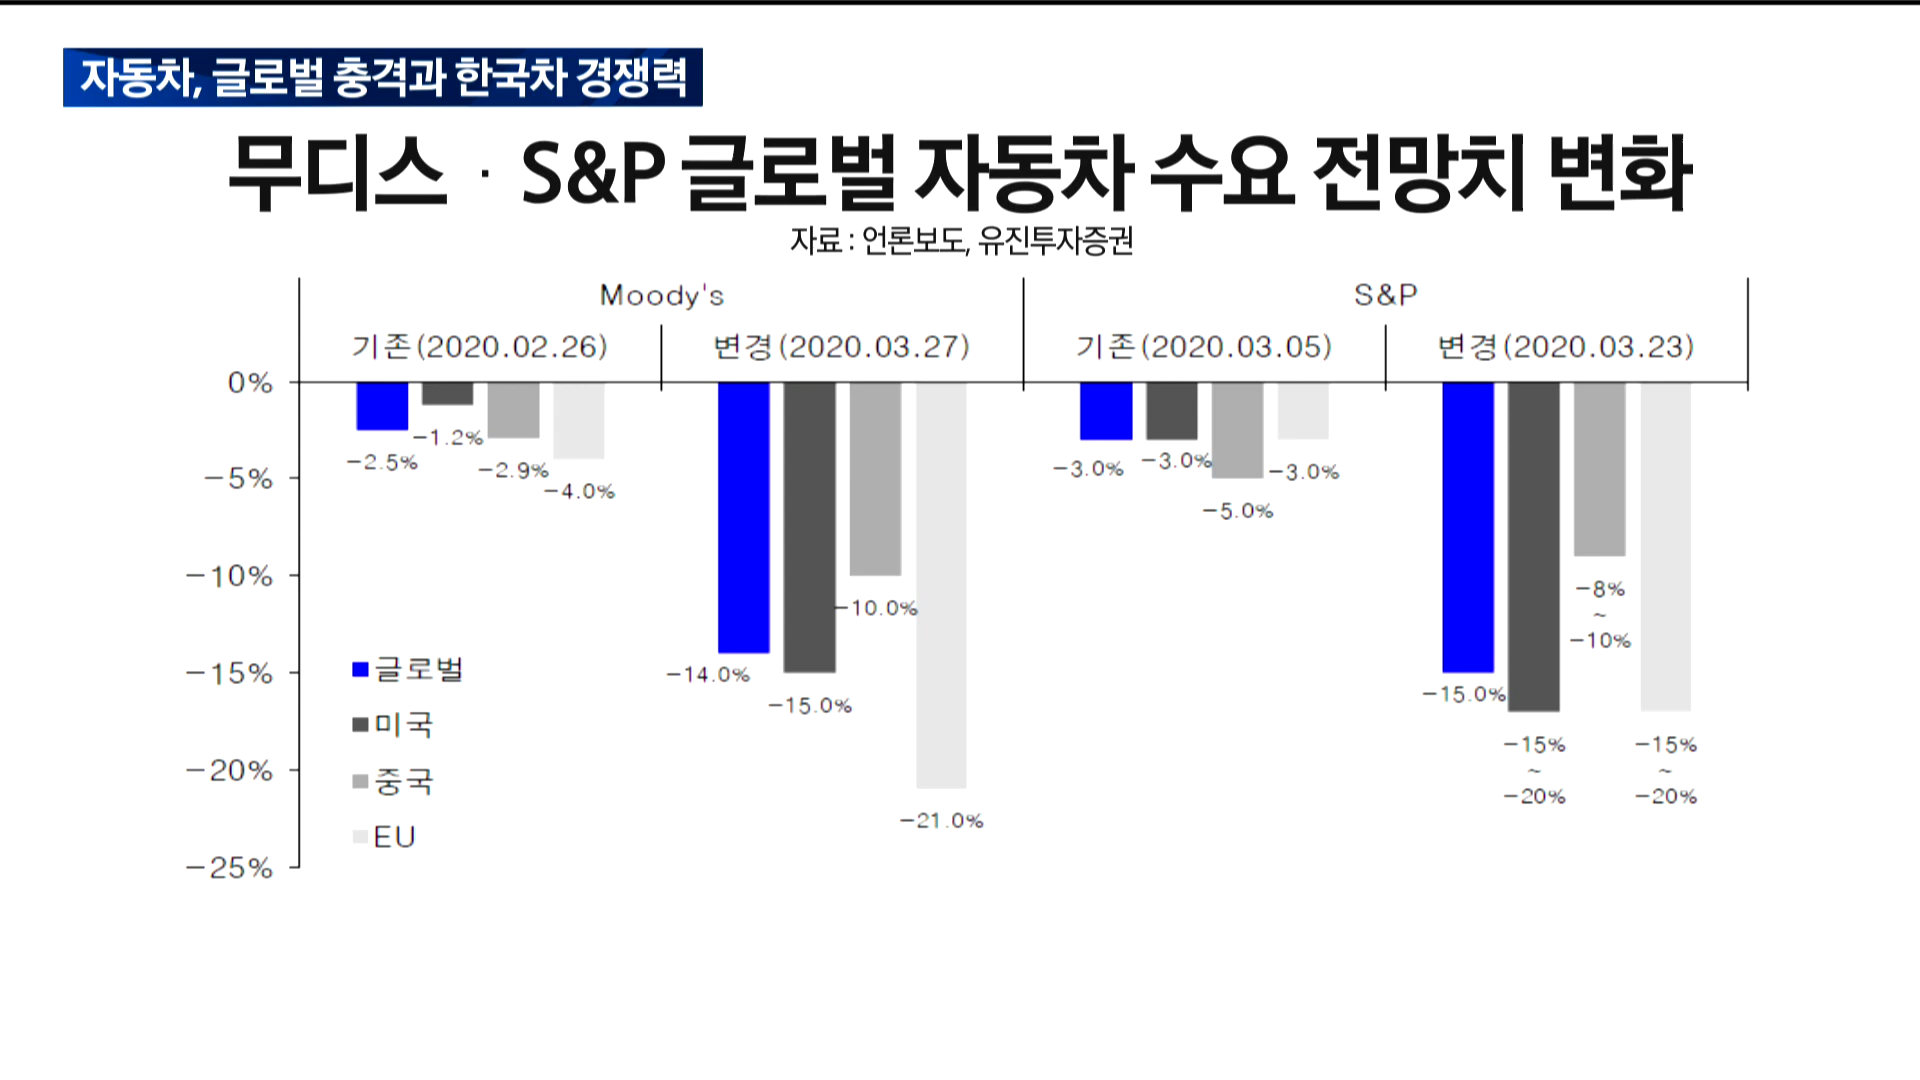 자동차, 글로벌 충격과 한국차 경쟁력
무디스 · S&P 글로벌 자동차 수요 전망치 변화
자료 : 언론보도, 유진투자증권
Moody's S&P
기존(2020.02.26) 변경(2020.03.27) 기존(2020.03.05) 변경(2020.03.23)
0%
-5%
-10%
-15%
-20%
-25%
-2.5% -1.2% -2.9% -4.0%
-14.0% -15.0% -10.0% -21.0%
-3.0% -3.0% -5.0% -3.0%
-15.0%
-15%
~
-20%
-8%
~
-10%
-15%
~
-20%
글로벌
미국
중국
EU